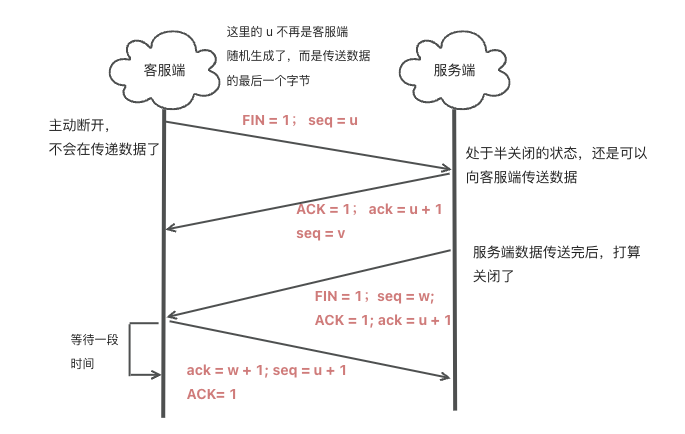 这里的 u 不再是客服端
随机生成了，而是传送数据
的最后一个字节
客服端
服务端
FIN = 1； seq = u
主动断开，
不会在传递数据了
处于半关闭的状态，还是可以
向客服端传送数据
ACK = 1； ack = u + 1
seq = v
服务端数据传送完后，打算
关闭了
FIN = 1；seq = w;
ACK = 1; ack = u + 1
等待一段
时间
ack = w + 1; seq = u + 1
ACK= 1